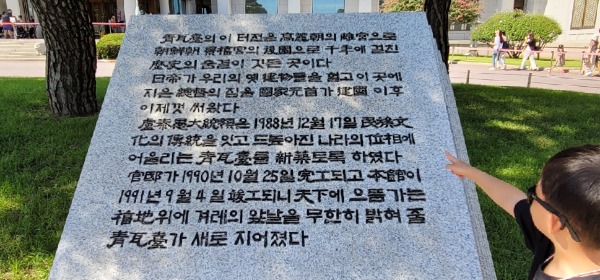 靑瓦臺의 이 터전은 高麗朝의 離宮으로
朝鮮朝 景福宮의 後園으로 千年에 걸친
歷史의 숨결이 깃든 곳이다
日帝가 우리의 옛 建物들을 헐고 이 곳에
지은 總督의 집을 國家元首가 建國 이후
이제껏 써왔다
盧泰愚大統領은 1988年 12月 17日 民族文
化의 傳統을 잇고 드높아진 나라의 位相에
어울리는 靑瓦臺를 新築토록 하였다
官邸가 1990年 10月 25日 完工되고 本館이
1991年 9月 4日 竣工되니 天下에 으뜸가는
福地위에 겨레의 앞날을 무한히 밝혀 줄
靑瓦臺가 새로 지어졌다